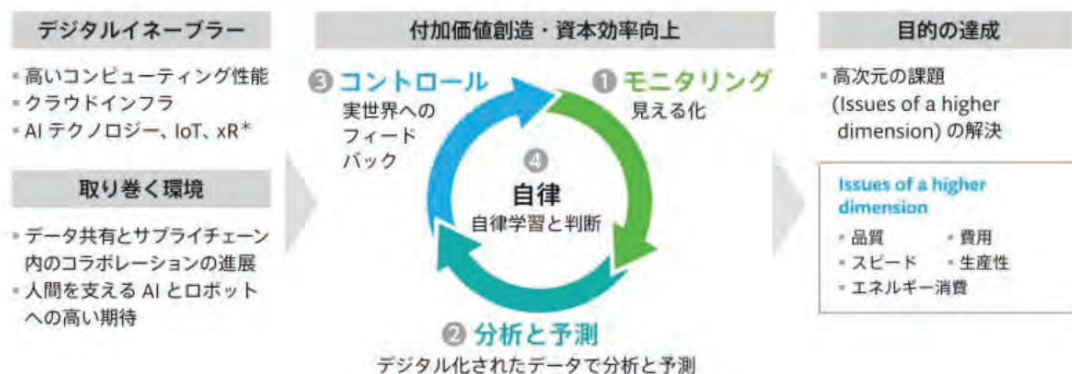 デジタルイネーブラー
▪ 高いコンピューティング性能
▪ クラウドインフラ
▪ AI テクノロジー、IoT、xR*
取り巻く環境
▪ データ共有とサプライチェーン
内のコラボレーションの進展
▪ 人間を支える AI とロボット
への高い期待
付加価値創造・資本効率向上
❸ コントロール
実世界への
フィード
バック
❶ モニタリング
見える化
❹
自律
自律学習と判断
❷ 分析と予測
デジタル化されたデータで分析と予測
目的の達成
▪ 高次元の課題
(Issues of a higher
dimension) の解決
Issues of a higher
dimension
▪ 品質 ▪ 費用
▪ スピード ▪ 生産性
▪ エネルギー消費